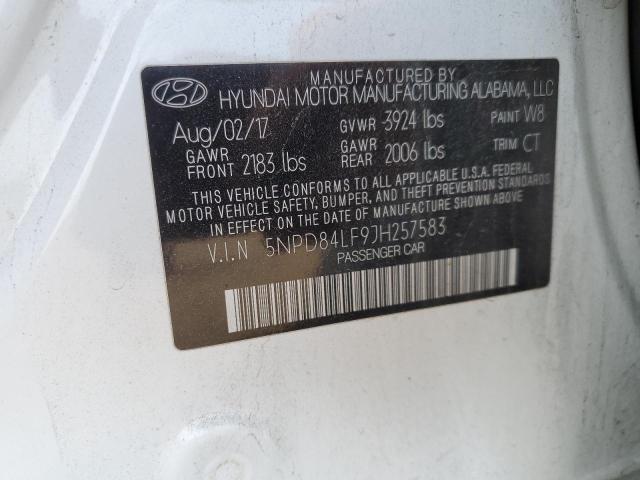 MANUFACTURED BY
HYUNDAI MOTOR MANUFACTURING ALABAMA, LLC
Aug/02/17 GVWR 3924 lbs PAINT W8
GAWR FRONT 2183 lbs GAWR REAR 2006 lbs TRIM CT
THIS VEHICLE CONFORMS TO ALL APPLICABLE U.S.A. FEDERAL
MOTOR VEHICLE SAFETY, BUMPER, AND THEFT PREVENTION STANDARDS
IN EFFECT ON THE DATE OF MANUFACTURE SHOWN ABOVE.
V.I.N 5NPD84LF9JH257583
PASSENGER CAR